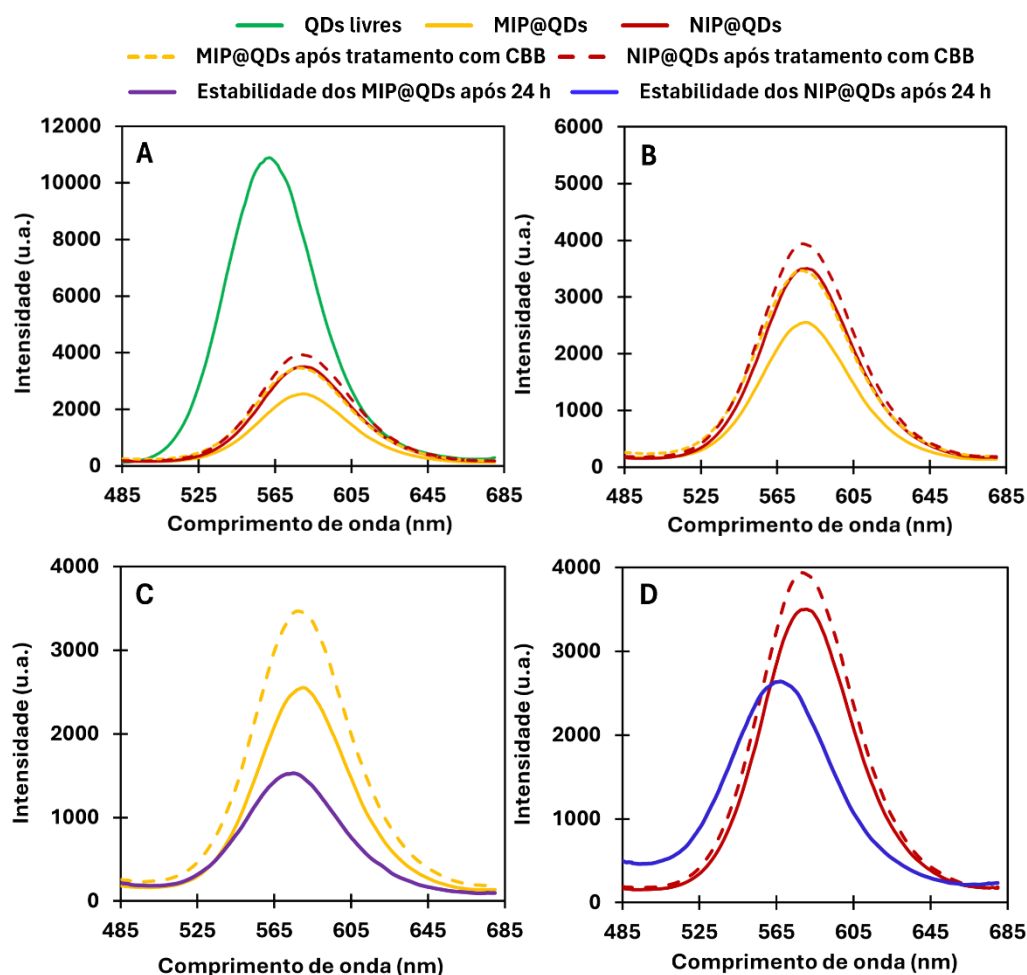 QDs livres MIP@QDs NIP@QDs
MIP@QDs após tratamento com CBB NIP@QDs após tratamento com CBB
Estabilidade dos MIP@QDs após 24 h Estabilidade dos NIP@QDs após 24 h
A
Intensidade (u.a.)
12000
10000
8000
6000
4000
2000
0
485 525 565 605 645 685
Comprimento de onda (nm)
B
Intensidade (u.a.)
6000
5000
4000
3000
2000
1000
0
485 525 565 605 645 685
Comprimento de onda (nm)
C
Intensidade (u.a.)
4000
3000
2000
1000
0
485 525 565 605 645 685
Comprimento de onda (nm)
D
Intensidade (u.a.)
4000
3000
2000
1000
0
485 525 565 605 645 685
Comprimento de onda (nm)